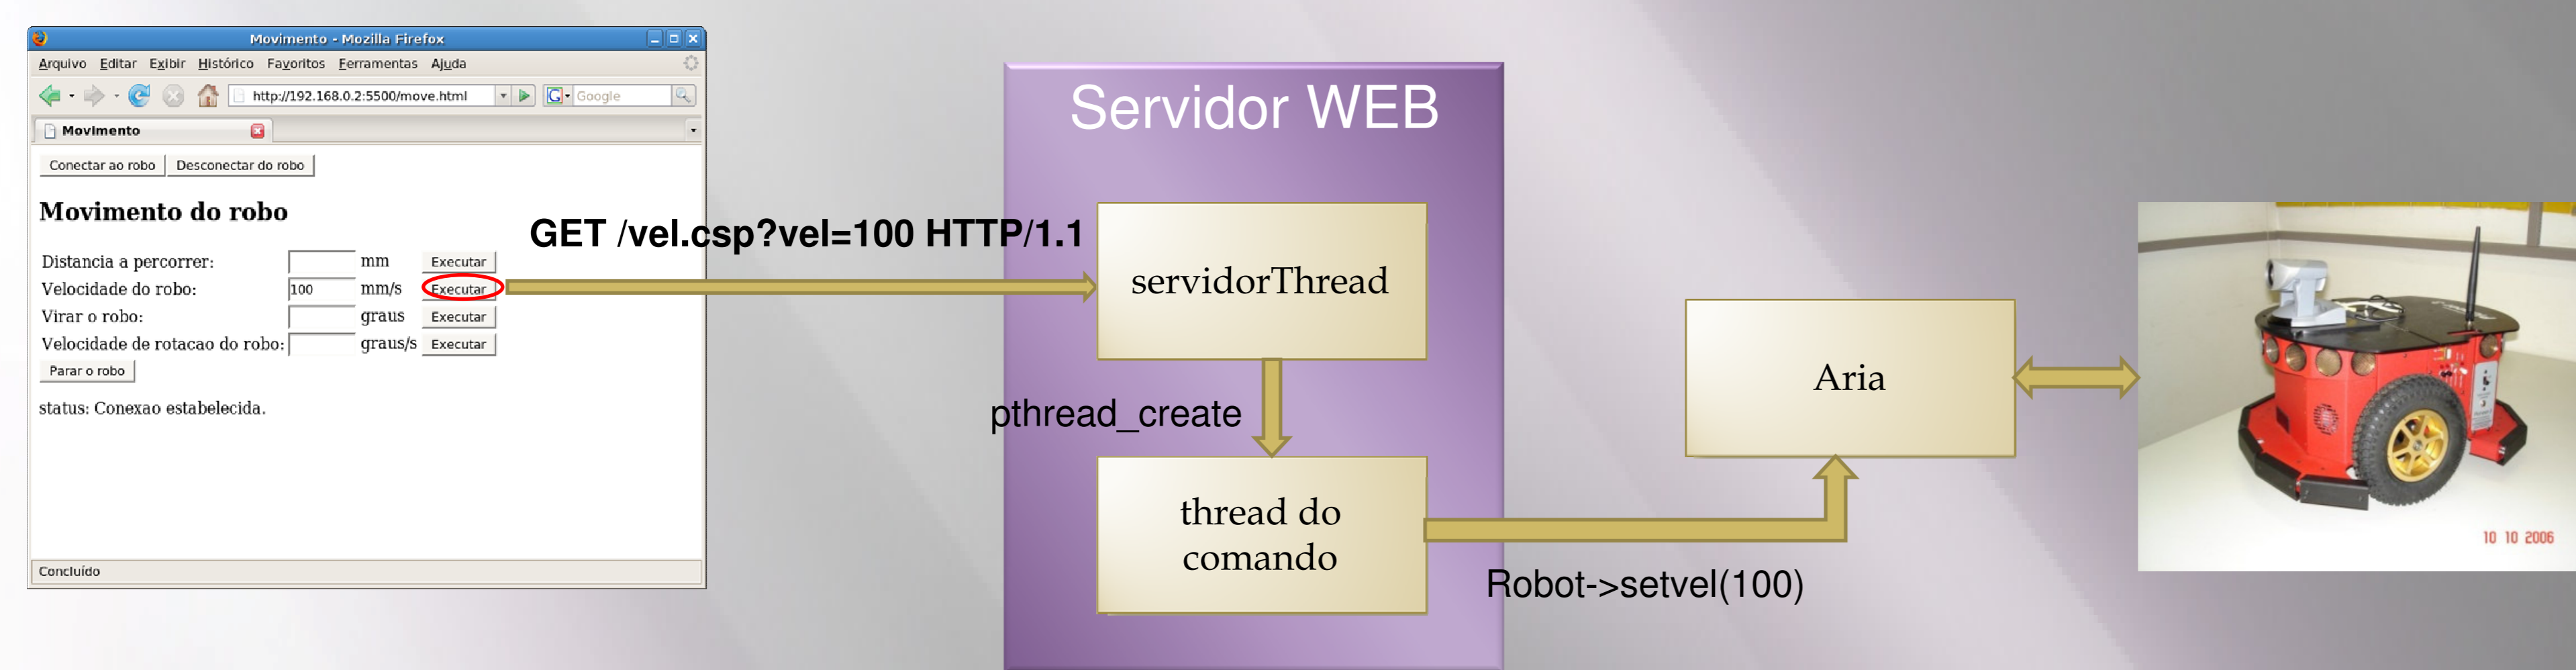 Movimento - Mozilla Firefox
Arquivo Editar Exibir Histórico Favoritos Ferramentas Ajuda
http://192.168.0.2:5500/move.html
G Google
Movimento
Conectar ao robo Desconectar do robo
Movimento do robo
Distancia a percorrer: mm Executar
Velocidade do robo: 100 mm/s Executar
Virar o robo: graus Executar
Velocidade de rotacao do robo: graus/s Executar
Parar o robo
status: Conexao estabelecida.
Concluído
GET /vel.csp?vel=100 HTTP/1.1
Servidor WEB
servidorThread
pthread_create
thread do
comando
Robot->setvel(100)
Aria
10 10 2006